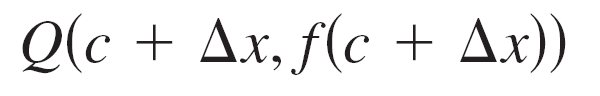 Q(c + Δx, f(c + Δx))